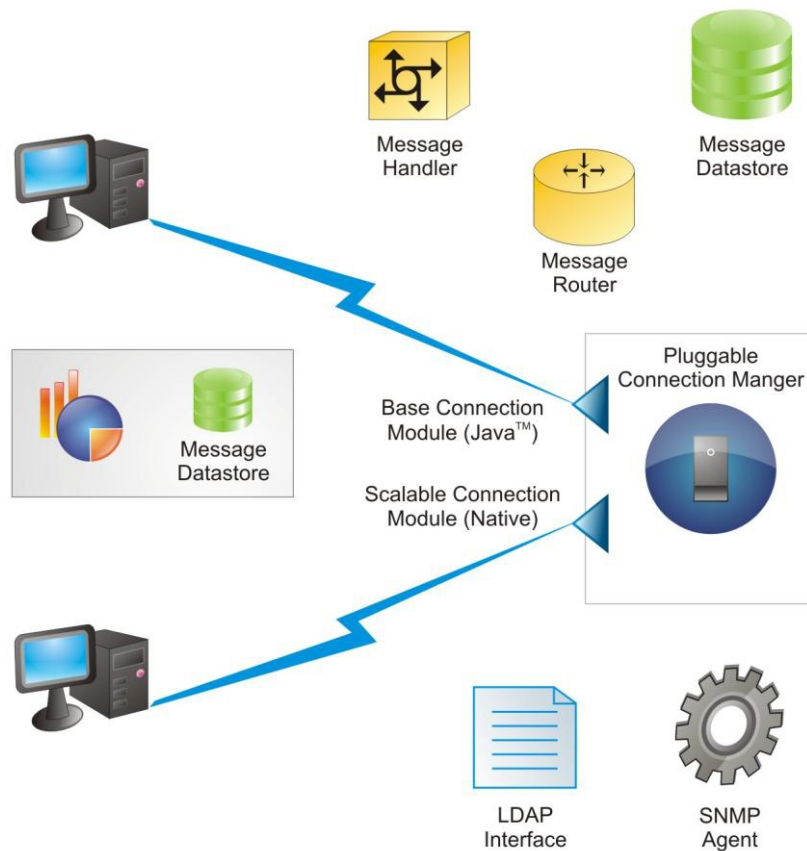 Message
Handler
Message
Datastore
Message
Router
Pluggable
Connection Manger
Base Connection
Module (Java™)
Message
Datastore
Scalable Connection
Module (Native)
LDAP
Interface
SNMP
Agent